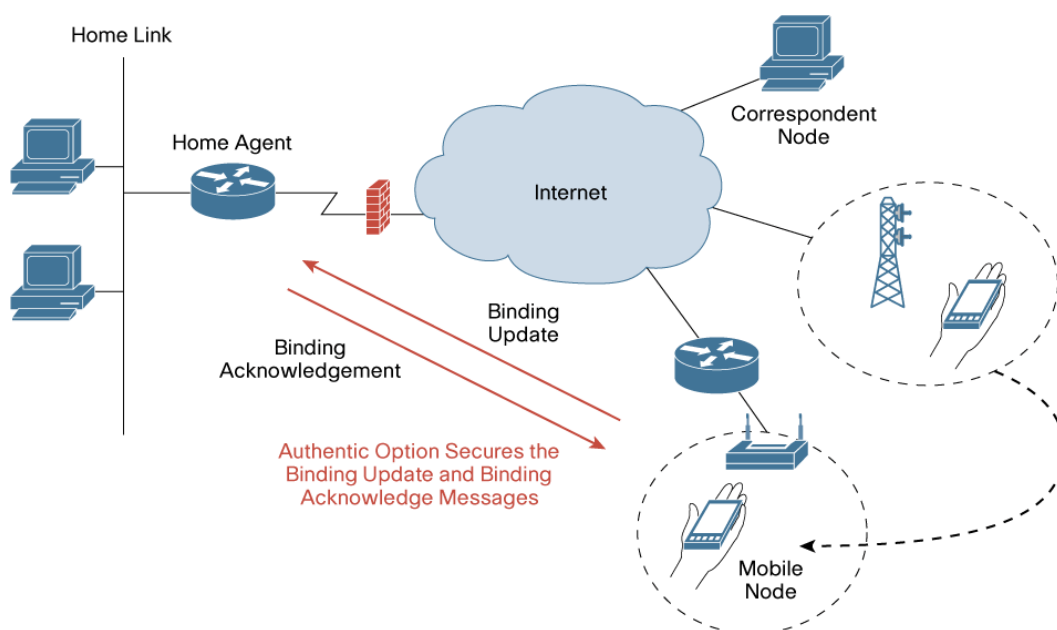 Home Link
Home Agent
Internet
Correspondent
Node
Binding
Update
Binding
Acknowledgement
Authentic Option Secures the
Binding Update and Binding
Acknowledge Messages
Mobile
Node